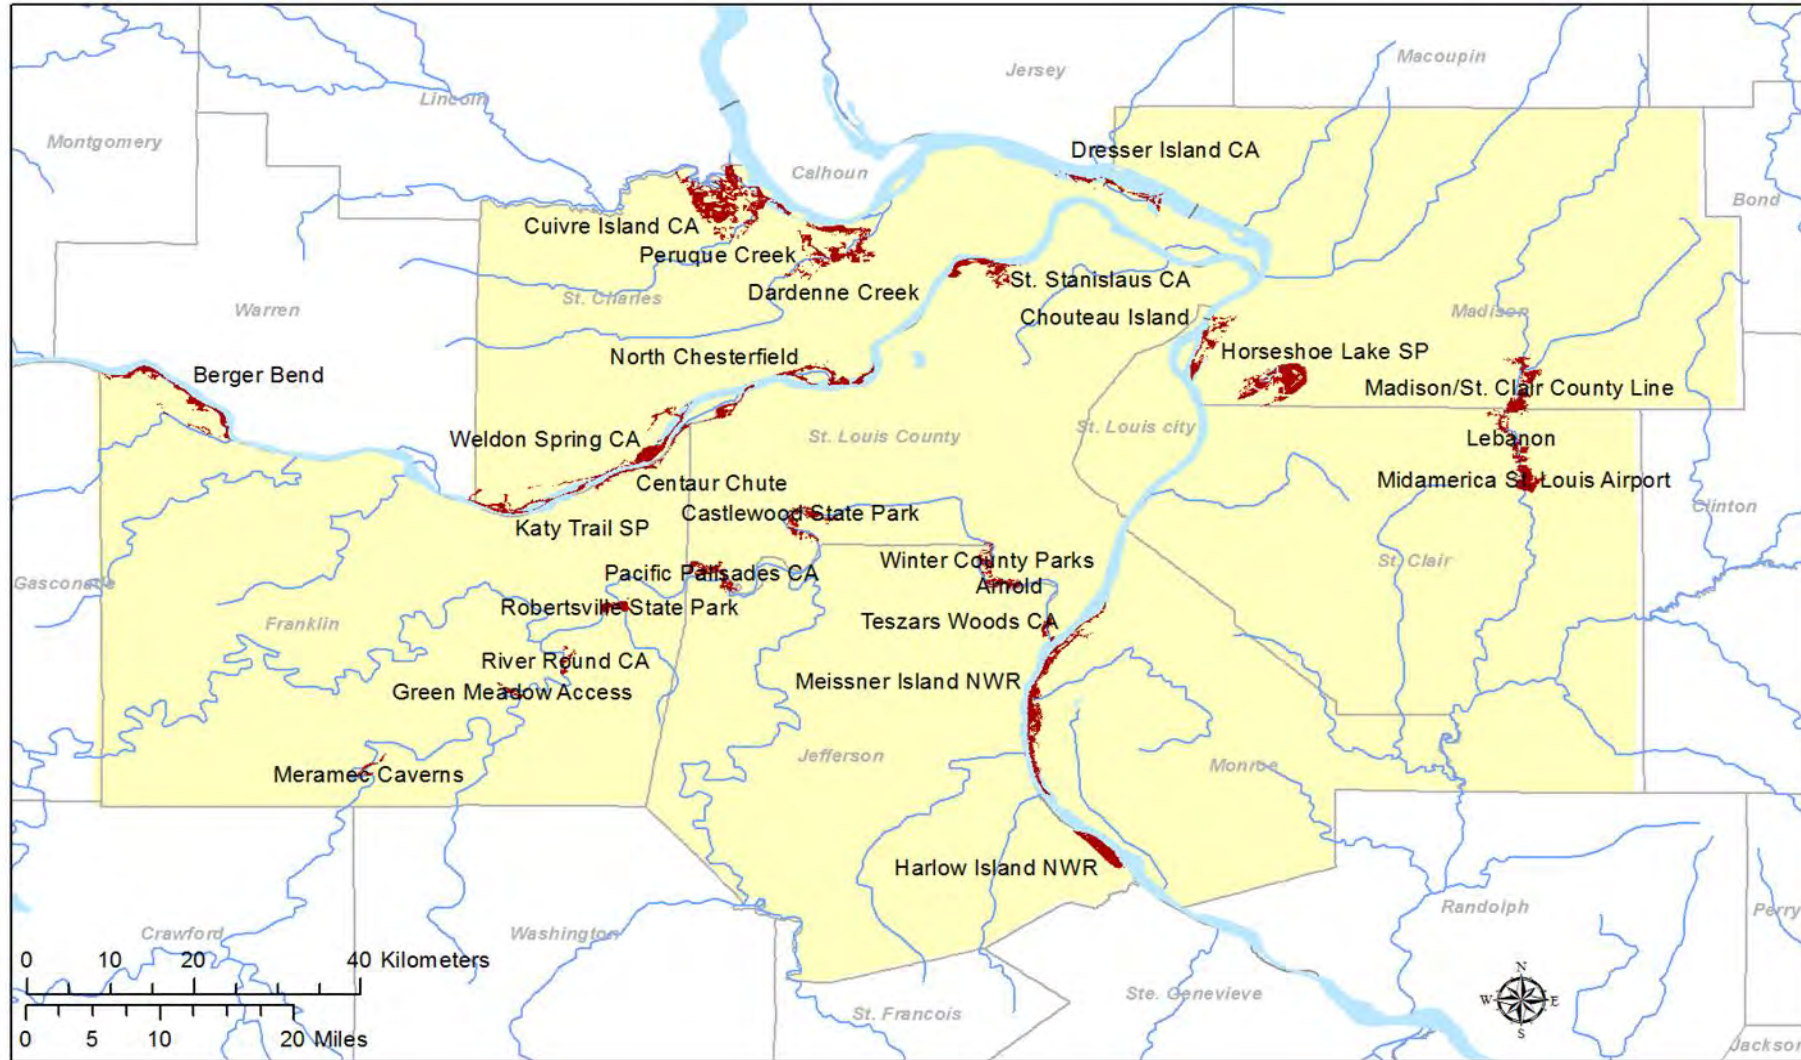 Macoupin
Jersey
Lincoln
Montgomery
Dresser Island CA
Calhoun
Bond
Cuivre Island CA
Peruque Creek
St. Stanislaus CA
Dardenne Creek
St. Charles
Warren
Chouteau Island
Madison
Horseshoe Lake SP
North Chesterfield
Berger Bend
Madison/St. Clair County Line
St. Louis city
St. Louis County
Weldon Spring CA
Lebanon
Centaur Chute
Midamerica St. Louis Airport
Clinton
Castlewood State Park
Katy Trail SP
Winter County Parks
St. Clair
Pacific Palisades CA
Gasconade
Arnold
Robertsville State Park
Teszars Woods CA
Franklin
River Round CA
Meissner Island NWR
Green Meadow Access
Jefferson
Monroe
Meramec Caverns
Harlow Island NWR
Randolph
Perry
Crawford
Washington
0 10 20 40 Kilometers
N
W E
S
Ste. Genevieve
St. Francois
0 5 10 20 Miles
Jackson